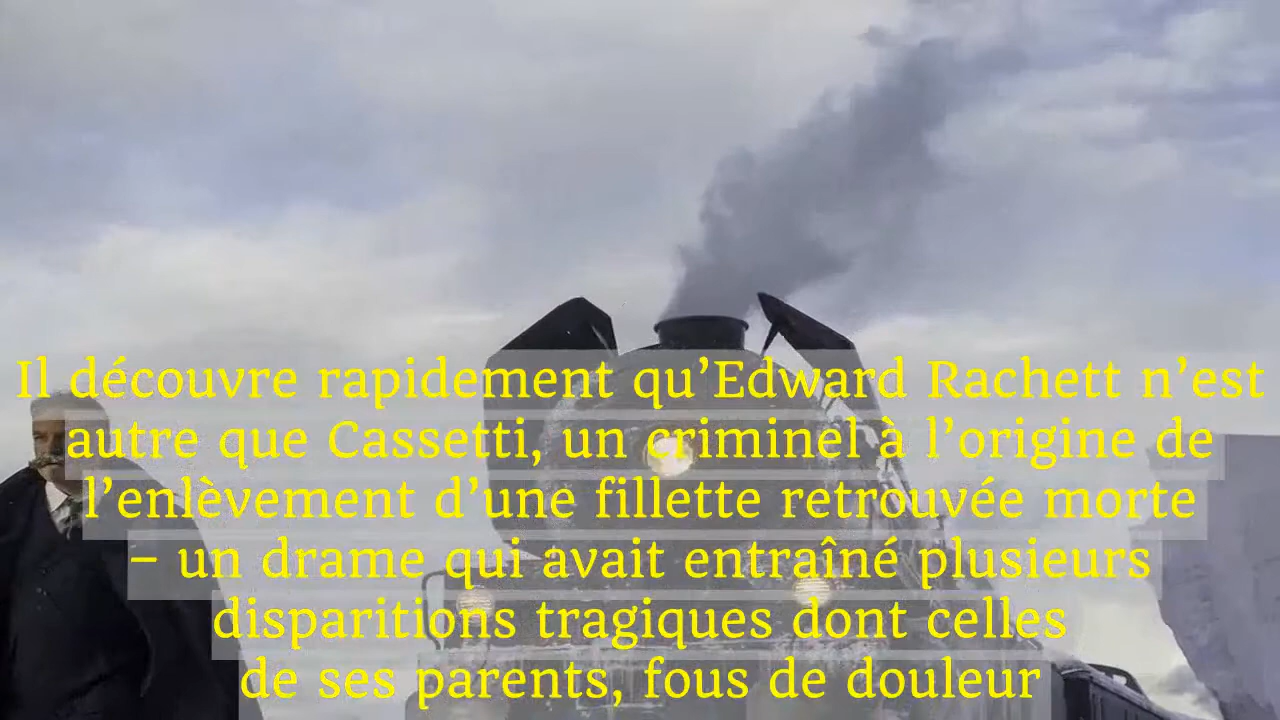 Il découvre rapidement qu’Edward Rachett n’est
autre que Cassetti, un criminel à l’origine de
l’enlèvement d’une fillette retrouvée morte
– un drame qui avait entraîné plusieurs
disparitions tragiques dont celles
de ses parents, fous de douleur